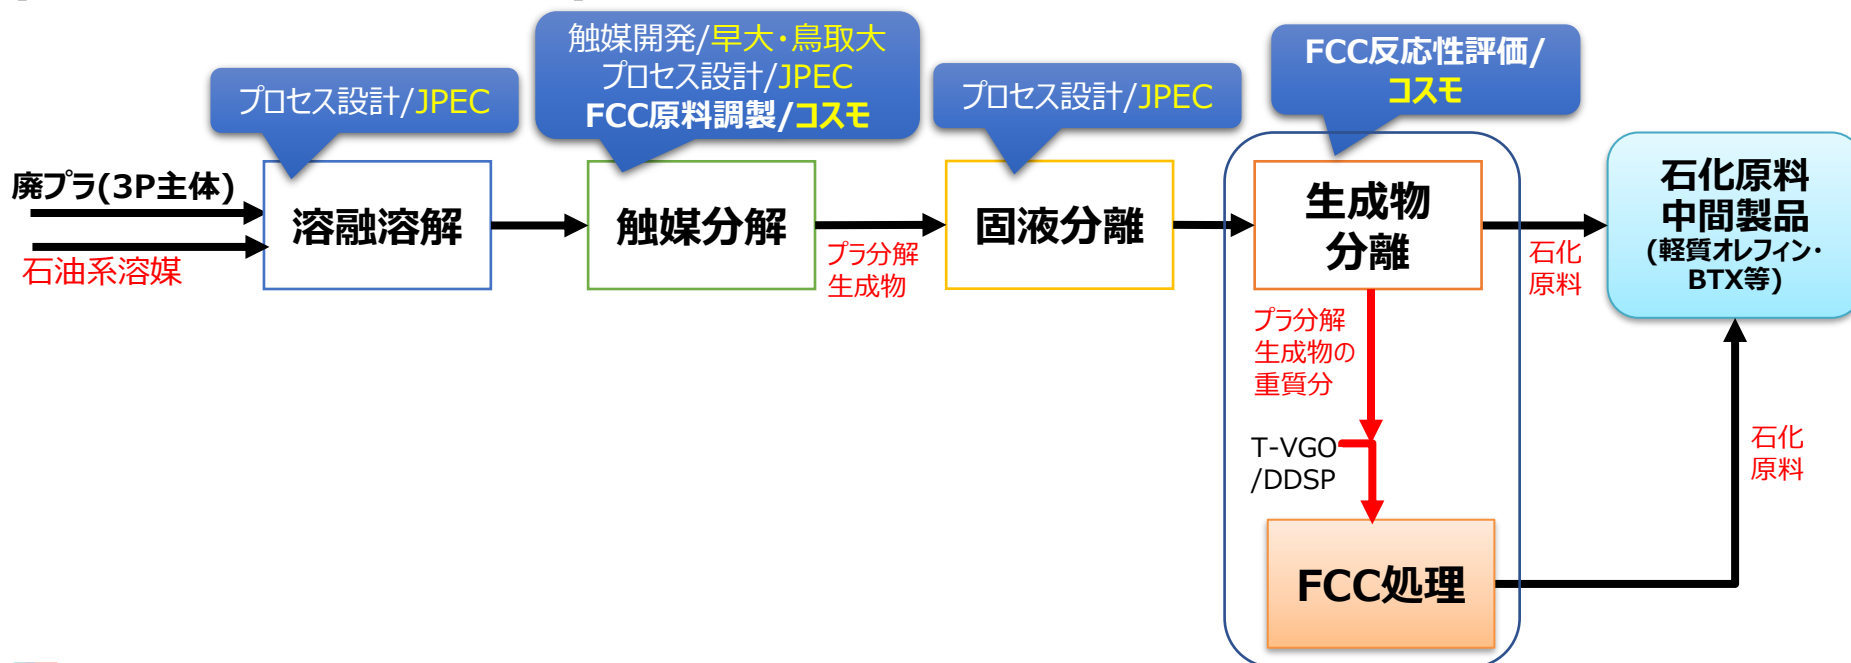 触媒開発/早大・鳥取大
プロセス設計/JPEC
FCC原料調製/コスモ
FCC反応性評価/
コスモ
プロセス設計/JPEC
プロセス設計/JPEC
廃プラ(3P主体)
石油系溶媒
溶融溶解
触媒分解
プラ分解
生成物
固液分離
生成物
分離
石化
原料
石化原料
中間製品
(軽質オレフィン・
BTX等)
プラ分解
生成物の
重質分
T-VGO
/DDSP
石化
原料
FCC処理